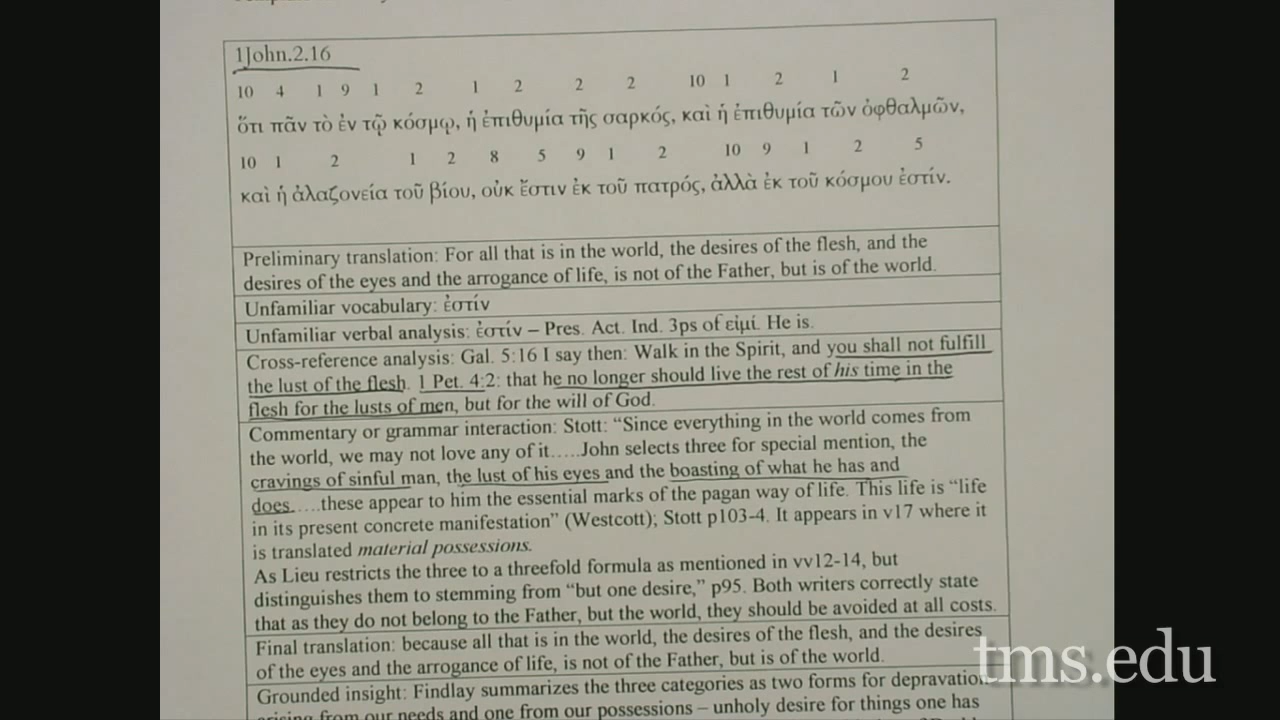 1John.2.16
10 4 1 9 1 2 1 2 2 2 10 1 2 1 2
ὅτι πᾶν τὸ ἐν τῷ κόσμῳ, ἡ ἐπιθυμία τῆς σαρκός, καὶ ἡ ἐπιθυμία τῶν ὀφθαλμῶν,
10 1 2 1 2 8 5 9 1 2 10 9 1 2 5
καὶ ἡ ἀλαζονεία τοῦ βίου, οὐκ ἔστιν ἐκ τοῦ πατρός, ἀλλὰ ἐκ τοῦ κόσμου ἐστίν.
Preliminary translation: For all that is in the world, the desires of the flesh, and the
desires of the eyes and the arrogance of life, is not of the Father, but is of the world.
Unfamiliar vocabulary: ἐστίν
Unfamiliar verbal analysis: ἐστίν – Pres. Act. Ind. 3ps of εἰμί. He is.
Cross-reference analysis: Gal. 5:16 I say then: Walk in the Spirit, and you shall not fulfill
the lust of the flesh. 1 Pet. 4:2: that he no longer should live the rest of his time in the
flesh for the lusts of men, but for the will of God.
Commentary or grammar interaction: Stott: “Since everything in the world comes from
the world, we may not love any of it…..John selects three for special mention, the
cravings of sinful man, the lust of his eyes and the boasting of what he has and
does…..these appear to him the essential marks of the pagan way of life. This life is “life
in its present concrete manifestation” (Westcott); Stott p103-4. It appears in v17 where it
is translated material possessions.
As Lieu restricts the three to a threefold formula as mentioned in vv12-14, but
distinguishes them to stemming from “but one desire,” p95. Both writers correctly state
that as they do not belong to the Father, but the world, they should be avoided at all costs.
Final translation: because all that is in the world, the desires of the flesh, and the desires
of the eyes and the arrogance of life, is not of the Father, but is of the world.
tms.edu
Grounded insight: Findlay summarizes the three categories as two forms for depravation
arising from our needs and one from our possessions – unholy desire for things one has